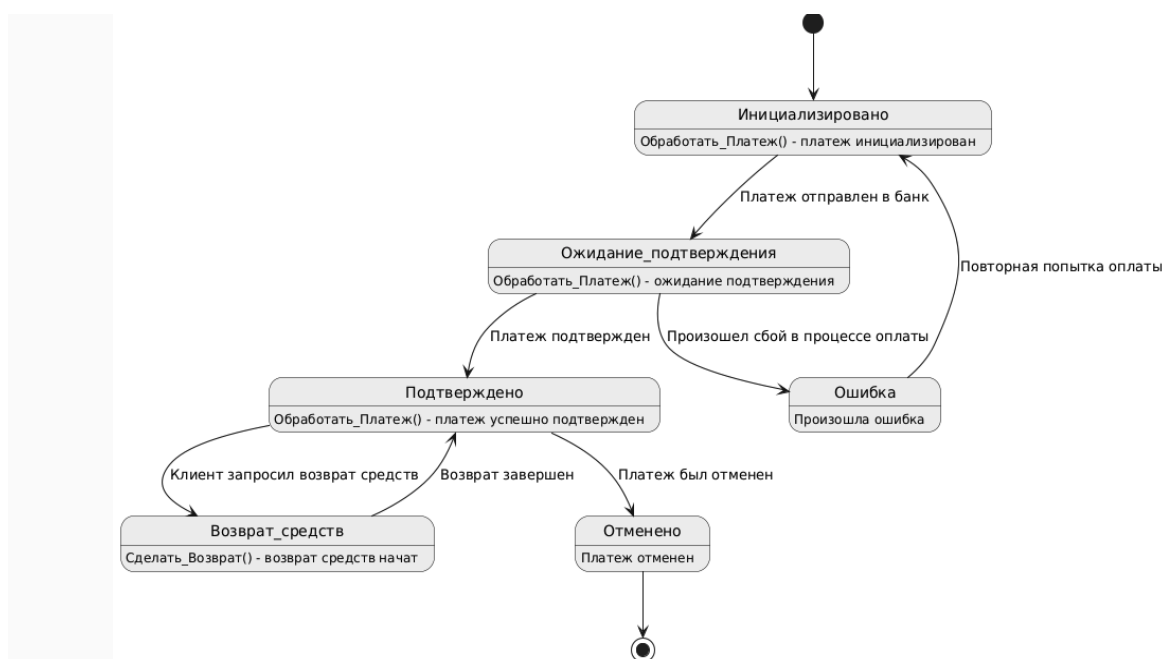 Инициализировано
Обработать_Платеж() - платеж инициализирован
Платеж отправлен в банк
Ожидание_подтверждения
Обработать_Платеж() - ожидание подтверждения
Повторная попытка оплаты
Платеж подтвержден
Произошел сбой в процессе оплаты
Подтверждено
Обработать_Платеж() - платеж успешно подтвержден
Ошибка
Произошла ошибка
Клиент запросил возврат средств
Возврат завершен
Платеж был отменен
Возврат_средств
Сделать_Возврат() - возврат средств начат
Отменено
Платеж отменен